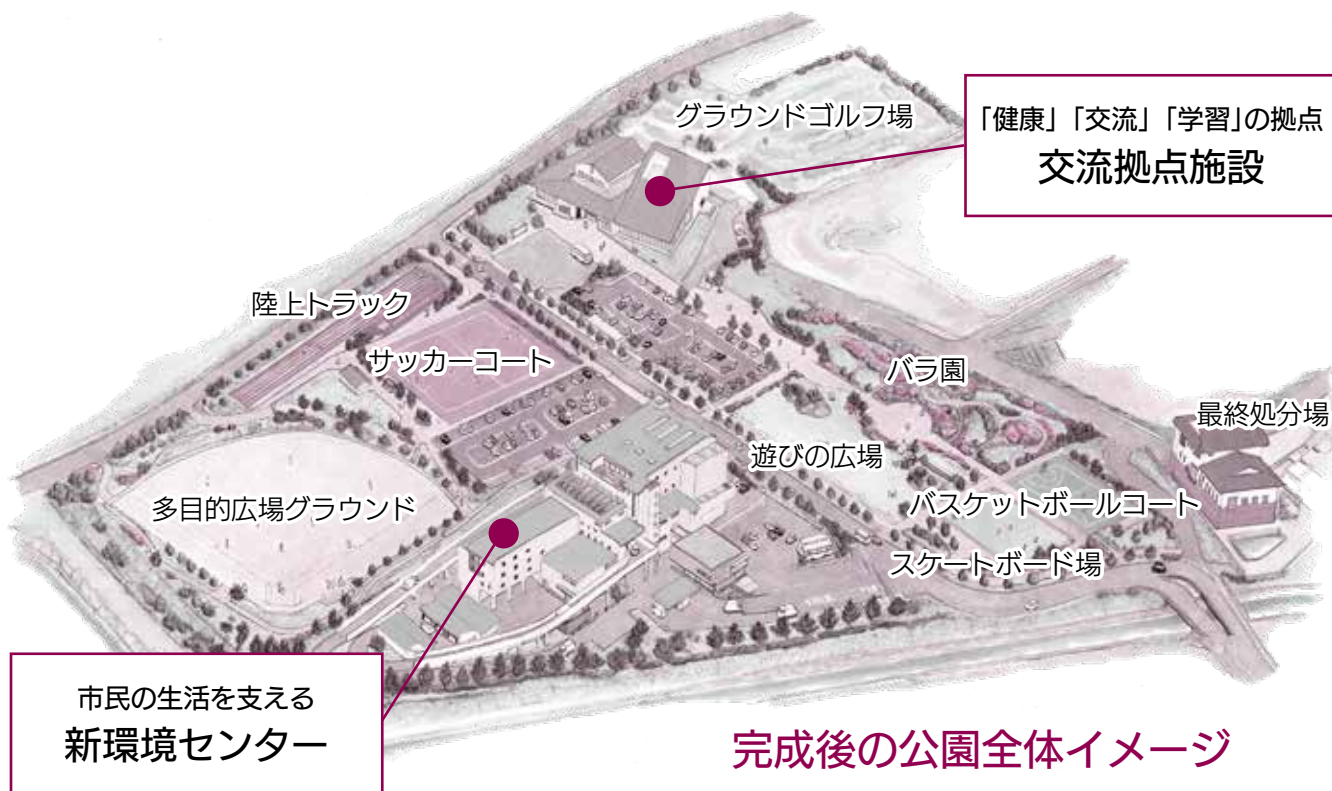 グラウンドゴルフ場
「健康」「交流」「学習」の拠点
交流拠点施設
陸上トラック
サッカーコート
バラ園
最終処分場
遊びの広場
多目的広場グラウンド
バスケットボールコート
スケートボード場
市民の生活を支える
新環境センター
完成後の公園全体イメージ